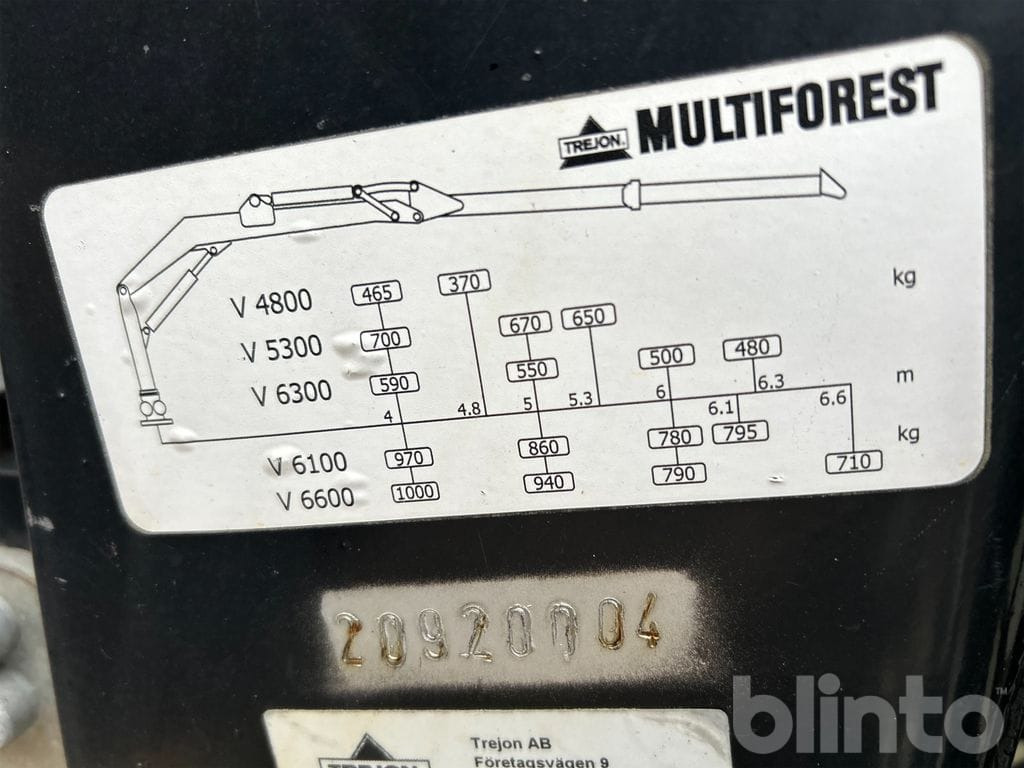 TREJON. MULTIFOREST
kg
V 4800 465 370
V 5300 700 670 650
V 6300 590 550 500 480
m
4 4.8 5 5.3 6 6.1 6.3 6.6
kg
V 6100 970 860 780 795
V 6600 1000 940 790 710
20920004
Trejon AB
TREJON Företagsvägen 9
blinto™